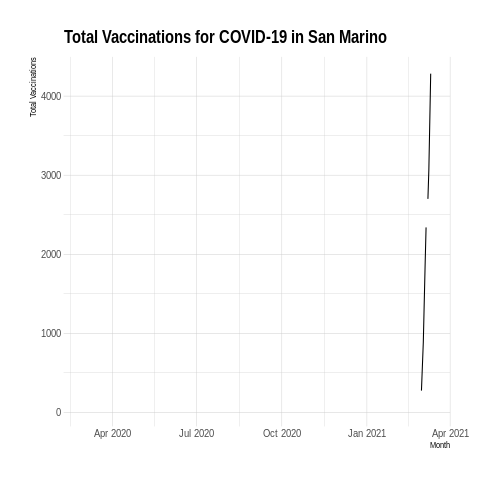 Total Vaccinations for COVID-19 in San Marino
Total Vaccinations
4000
3000
2000
1000
0
Apr 2020 Jul 2020 Oct 2020 Jan 2021 Apr 2021
Month